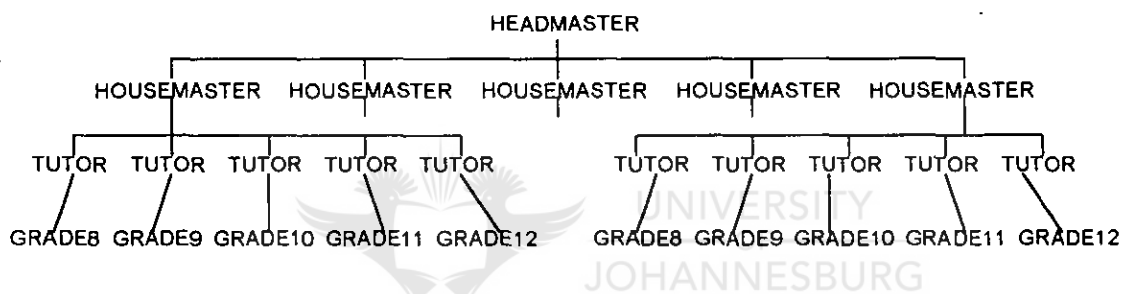 HEADMASTER
HOUSEMASTER HOUSEMASTER HOUSEMASTER HOUSEMASTER HOUSEMASTER
TUTOR TUTOR TUTOR TUTOR TUTOR TUTOR TUTOR TUTOR TUTOR TUTOR
UNIVERSITY
GRADE8 GRADE9 GRADE10 GRADE11 GRADE12 GRADE8 GRADE9 GRADE10 GRADE11 GRADE12
JOHANNESBURG